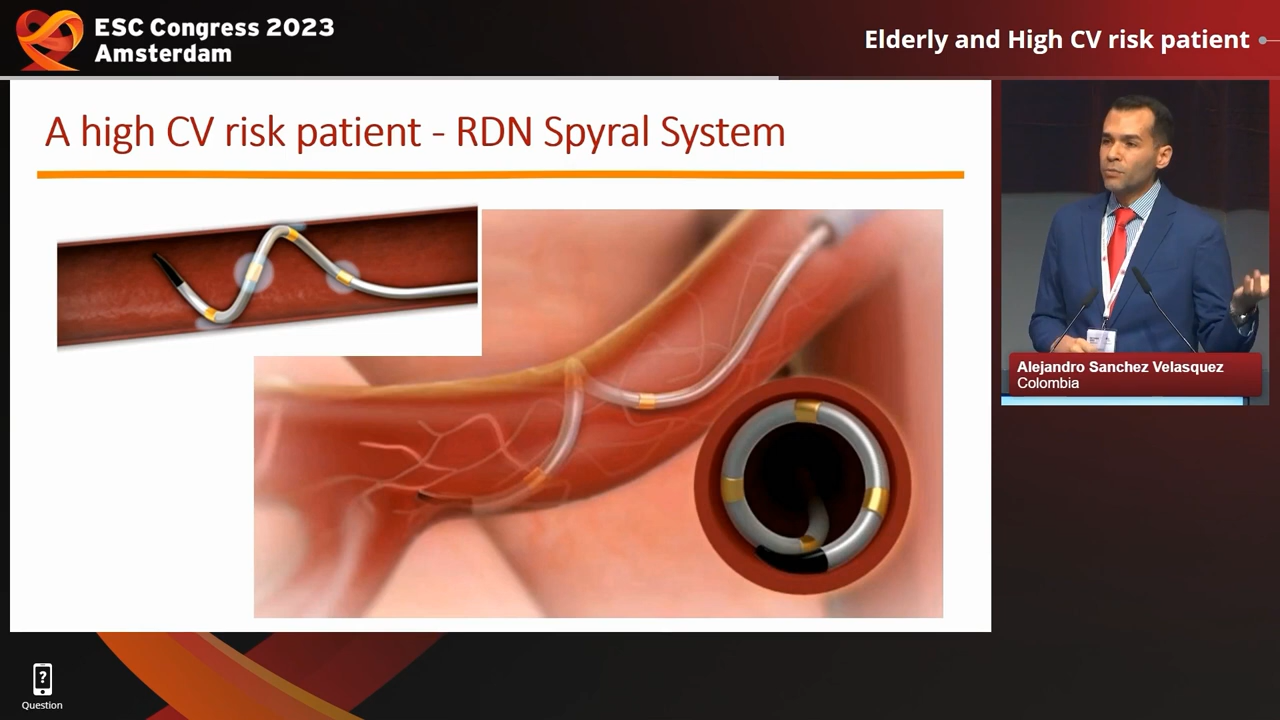 ESC Congress 2023
Amsterdam
Elderly and High CV risk patient
A high CV risk patient - RDN Spyral System
Alejandro Sanchez Velasquez
Colombia
?
Question